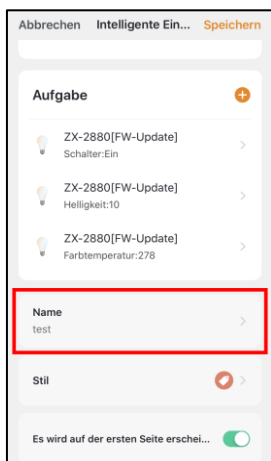 Abbrechen Intelligente Ein... Speichern
Aufgabe
ZX-2880[FW-Update]
Schalter:Ein
ZX-2880[FW-Update]
Helligkeit:10
ZX-2880[FW-Update]
Farbtemperatur:278
Name
test
Stil
Es wird auf der ersten Seite erschei...